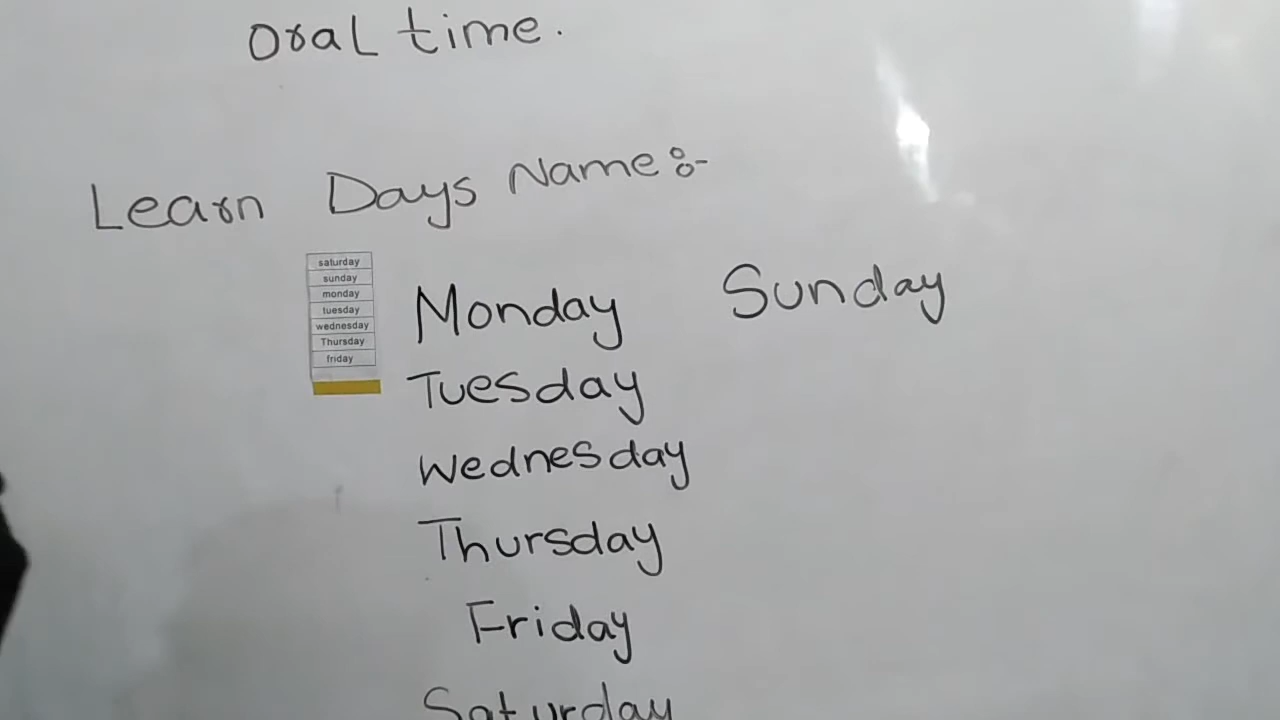 Oral time.
Learn Days Name:-
saturday
sunday
monday
tuesday
wednesday
Thursday
friday
Monday Sunday
Tuesday
Wednesday
Thursday
Friday
Saturday